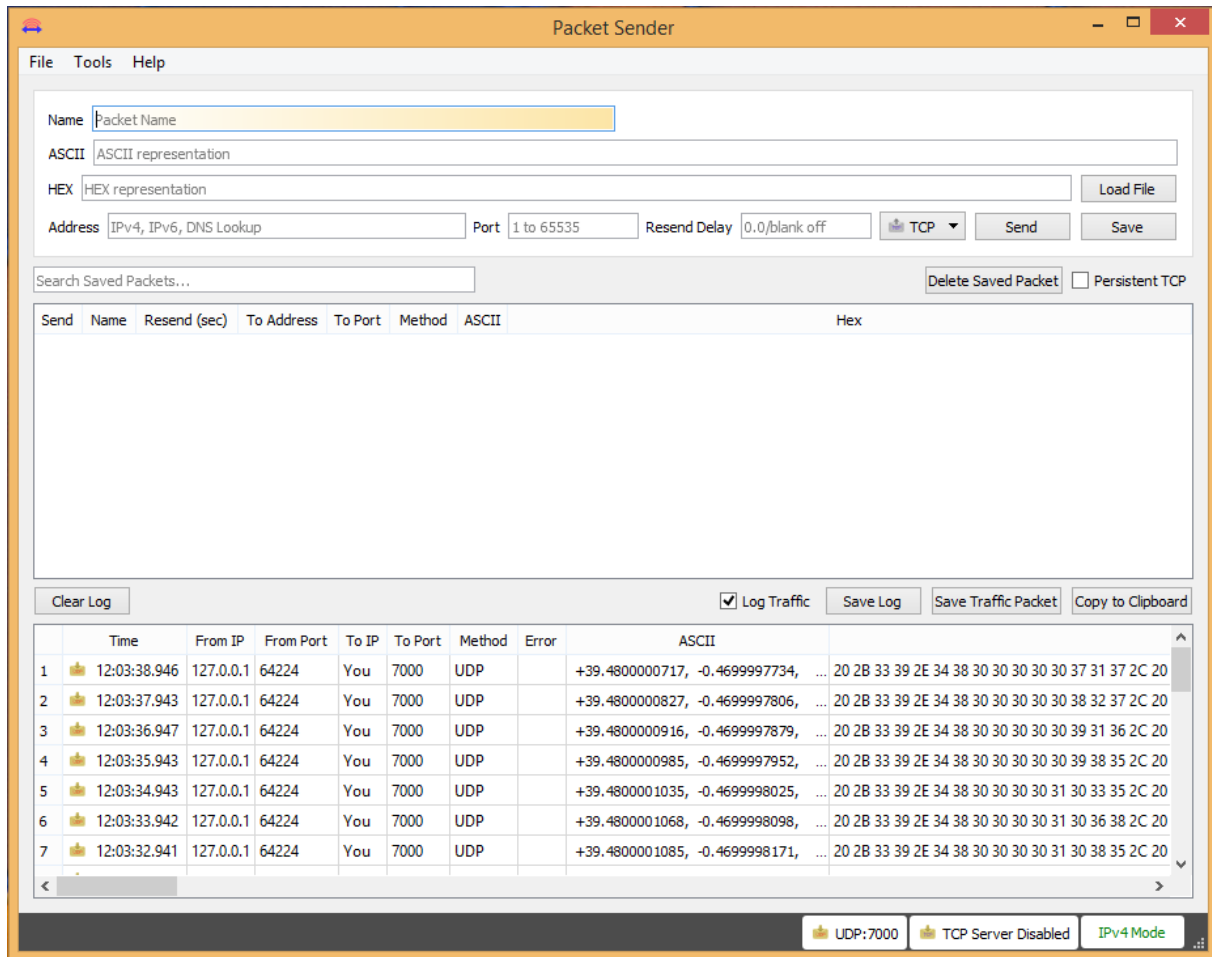 Packet Sender
File Tools Help
Name Packet Name
ASCII ASCII representation
HEX HEX representation Load File
Address IPv4, IPv6, DNS Lookup Port 1 to 65535 Resend Delay 0.0/blank off TCP Send Save
Search Saved Packets... Delete Saved Packet Persistent TCP
Send Name Resend (sec) To Address To Port Method ASCII Hex
Clear Log Log Traffic Save Log Save Traffic Packet Copy to Clipboard
Time From IP From Port To IP To Port Method Error ASCII
1 12:03:38.946 127.0.0.1 64224 You 7000 UDP +39.4800000717, -0.4699997734, ... 20 2B 33 39 2E 34 38 30 30 30 30 30 37 31 37 2C 20
2 12:03:37.943 127.0.0.1 64224 You 7000 UDP +39.4800000827, -0.4699997806, ... 20 2B 33 39 2E 34 38 30 30 30 30 30 38 32 37 2C 20
3 12:03:36.947 127.0.0.1 64224 You 7000 UDP +39.4800000916, -0.4699997879, ... 20 2B 33 39 2E 34 38 30 30 30 30 30 39 31 36 2C 20
4 12:03:35.943 127.0.0.1 64224 You 7000 UDP +39.4800000985, -0.4699997952, ... 20 2B 33 39 2E 34 38 30 30 30 30 30 39 38 35 2C 20
5 12:03:34.943 127.0.0.1 64224 You 7000 UDP +39.4800001035, -0.4699998025, ... 20 2B 33 39 2E 34 38 30 30 30 30 31 30 33 35 2C 20
6 12:03:33.942 127.0.0.1 64224 You 7000 UDP +39.4800001068, -0.4699998098, ... 20 2B 33 39 2E 34 38 30 30 30 30 31 30 36 38 2C 20
7 12:03:32.941 127.0.0.1 64224 You 7000 UDP +39.4800001085, -0.4699998171, ... 20 2B 33 39 2E 34 38 30 30 30 30 31 30 38 35 2C 20
UDP:7000 TCP Server Disabled IPv4 Mode